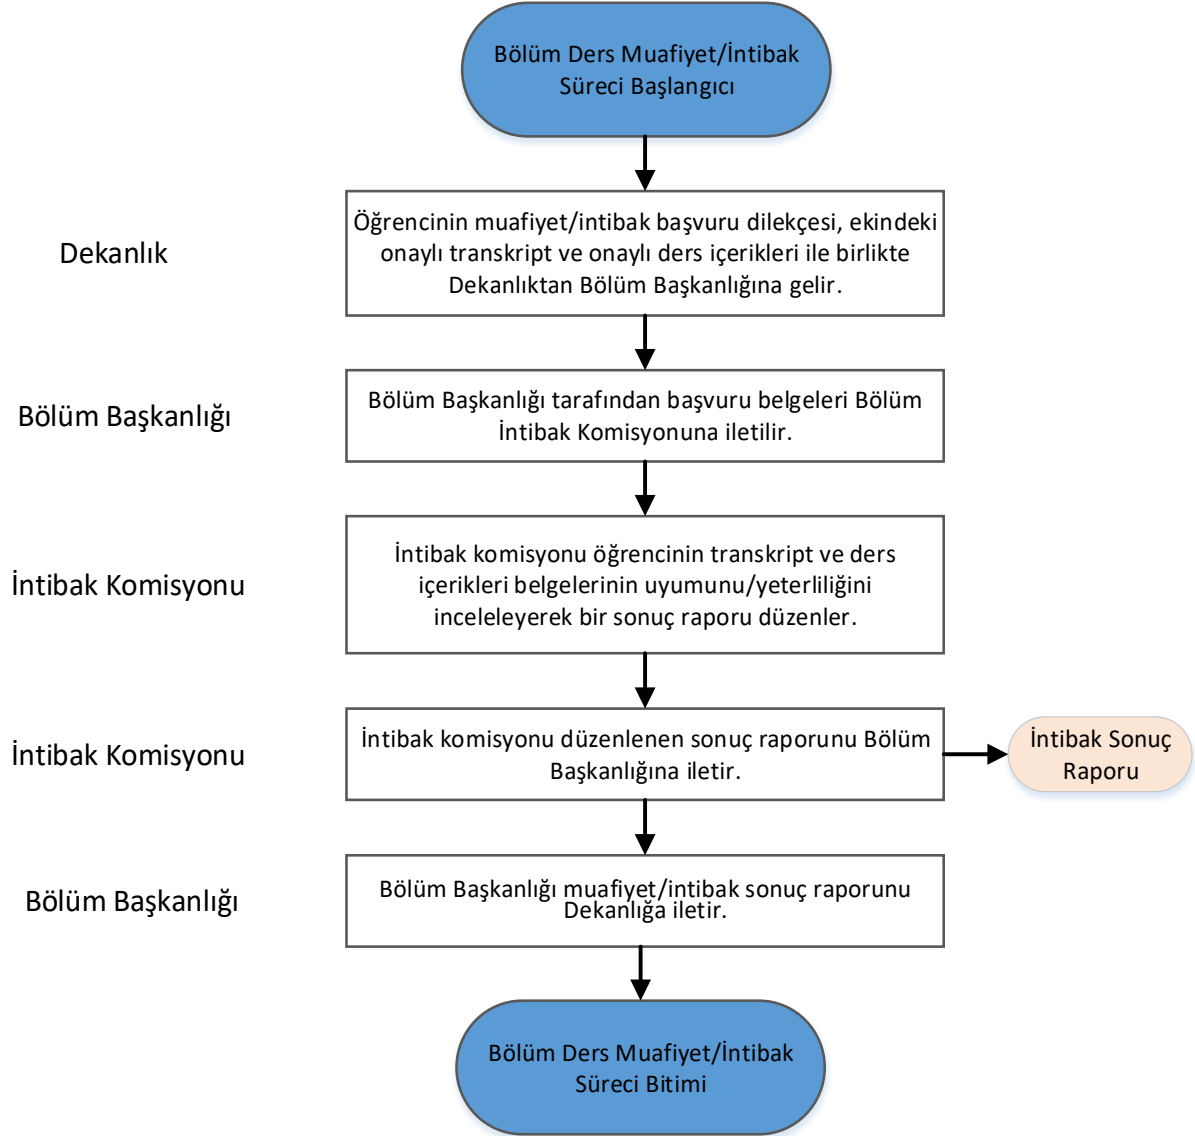 Bölüm Ders Muafiyet/İntibak
Süreci Başlangıcı
Dekanlık
Öğrencinin muafiyet/intibak başvuru dilekçesi, ekindeki
onaylı transkript ve onaylı ders içerikleri ile birlikte
Dekanlıktan Bölüm Başkanlığına gelir.
Bölüm Başkanlığı
Bölüm Başkanlığı tarafından başvuru belgeleri Bölüm
İntibak Komisyonuna iletilir.
İntibak Komisyonu
İntibak komisyonu öğrencinin transkript ve ders
içerikleri belgelerinin uyumunu/yeterliliğini
inceleleyerek bir sonuç raporu düzenler.
İntibak Komisyonu
İntibak komisyonu düzenlenen sonuç raporunu Bölüm
Başkanlığına iletir.
İntibak Sonuç
Raporu
Bölüm Başkanlığı
Bölüm Başkanlığı muafiyet/intibak sonuç raporunu
Dekanlığa iletir.
Bölüm Ders Muafiyet/İntibak
Süreci Bitimi